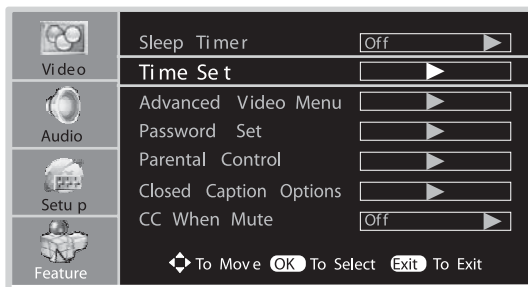 Video
Audio
Setup
Feature
Sleep Timer Off
Time Set
Advanced Video Menu
Password Set
Parental Control
Closed Caption Options
CC When Mute Off
To Move OK To Select Exit To Exit